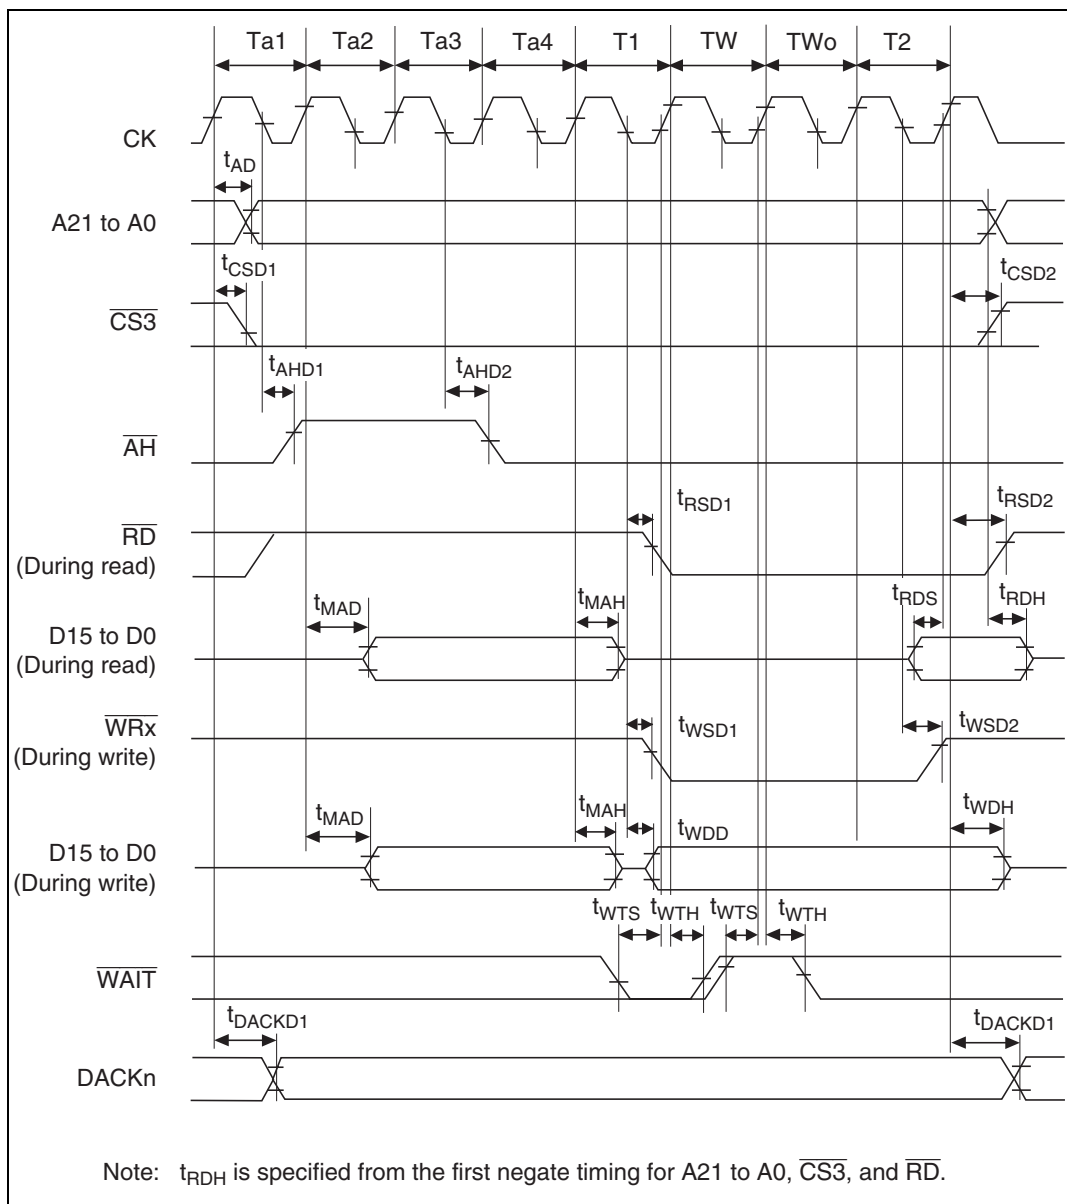 Ta1 Ta2 Ta3 Ta4 T1 TW TWo T2
CK
tAD
A21 to A0
tCSD1 tCSD2
CS3
tAHD1 tAHD2
AH
tRSD1 tRSD2
RD
(During read)
tMAD tMAH tRDS tRDH
D15 to D0
(During read)
WRx
(During write)
tWSD1 tWSD2
tMAD tMAH tWDD tWDH
D15 to D0
(During write)
tWTS tWTH tWTS tWTH
WAIT
tDACKD1 tDACKD1
DACKn
Note: tRDH is specified from the first negate timing for A21 to A0, CS3, and RD.